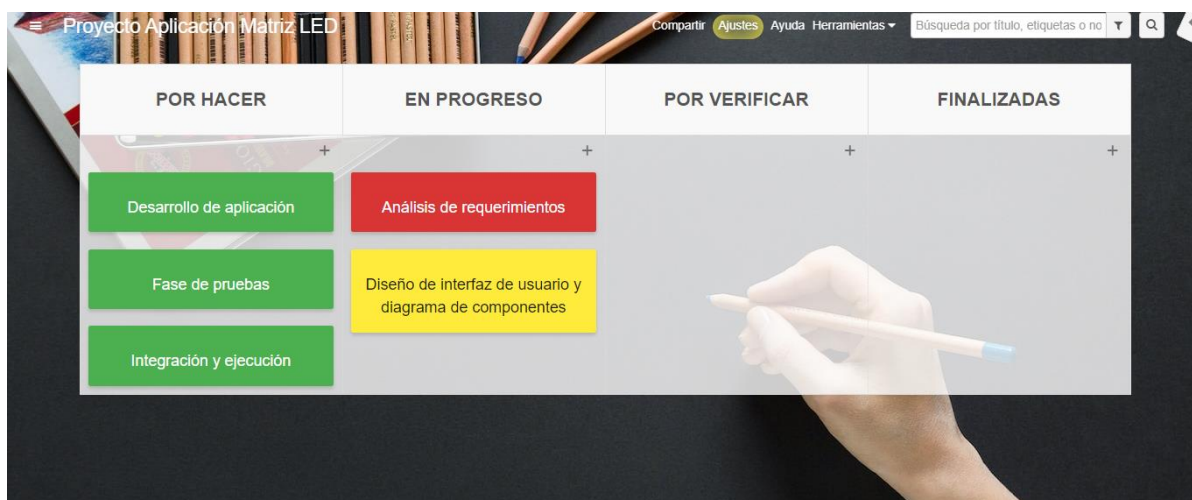 Proyecto Aplicación Matriz LED
Compartir Ajustes Ayuda Herramientas
Búsqueda por título, etiquetas o no
POR HACER
EN PROGRESO
POR VERIFICAR
FINALIZADAS
+
+
+
+
Desarrollo de aplicación
Fase de pruebas
Integración y ejecución
Análisis de requerimientos
Diseño de interfaz de usuario y
diagrama de componentes